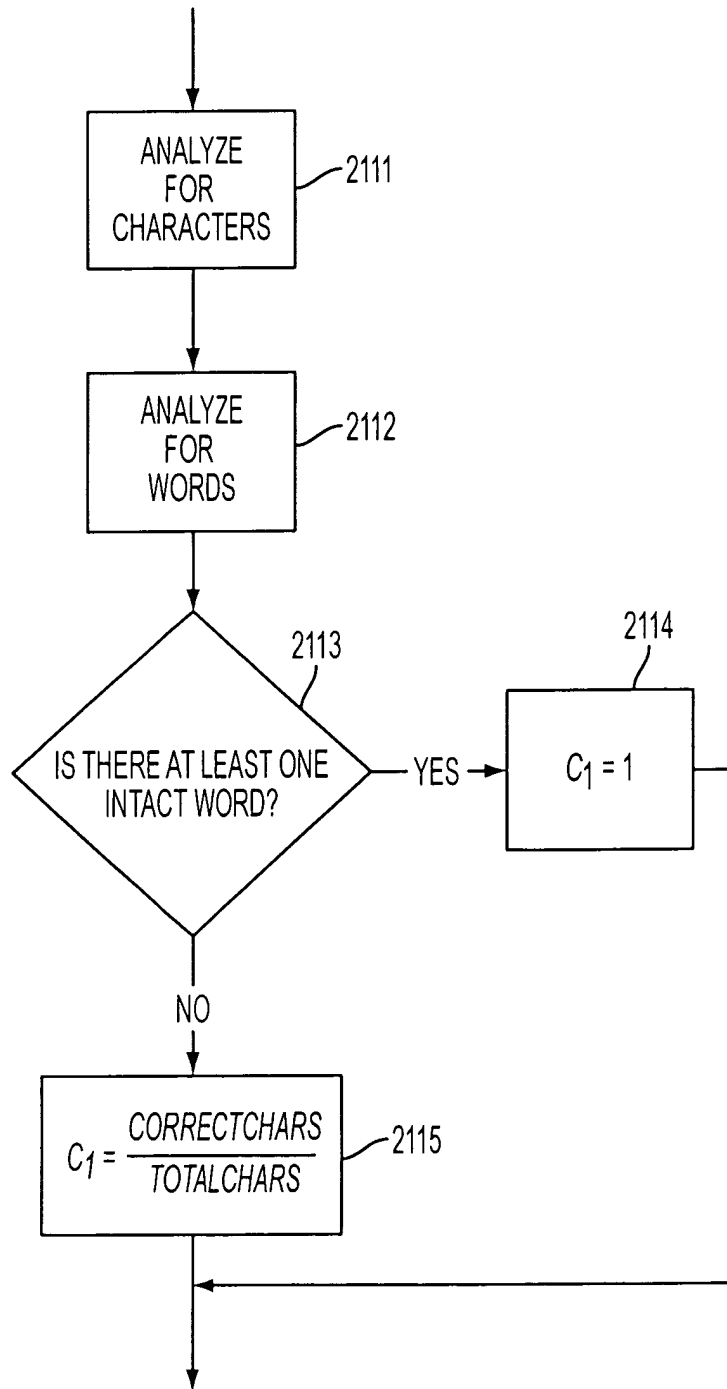 ANALYZE
FOR
CHARACTERS
2111
ANALYZE
FOR
WORDS
2112
2113
IS THERE AT LEAST ONE
INTACT WORD?
YES
2114
C1 = 1
NO
C1 = CORRECTCHARS
TOTALCHARS
2115